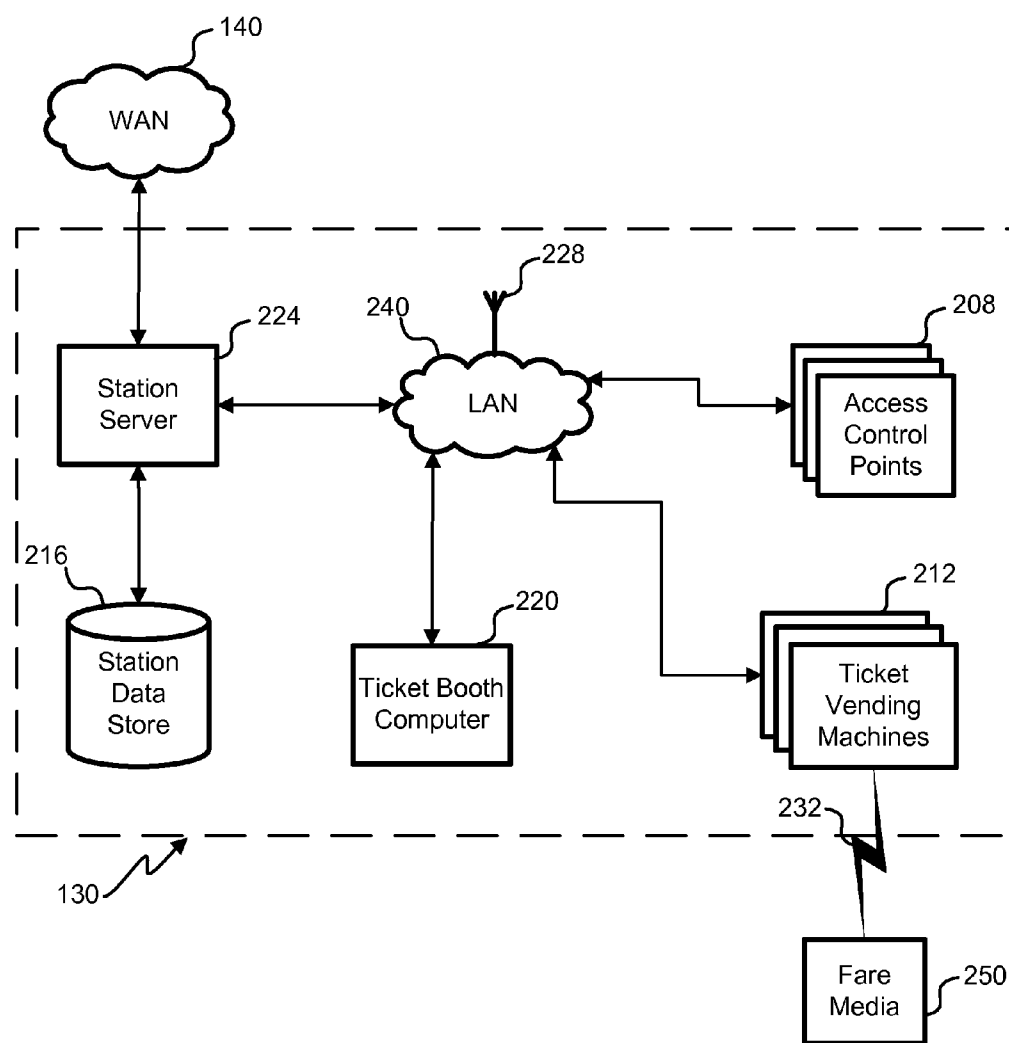 140
WAN
228
240
224
208
Station
Server
LAN
Access
Control
Points
216
220
212
Station
Data
Store
Ticket Booth
Computer
Ticket
Vending
Machines
232
130
Fare
Media
250